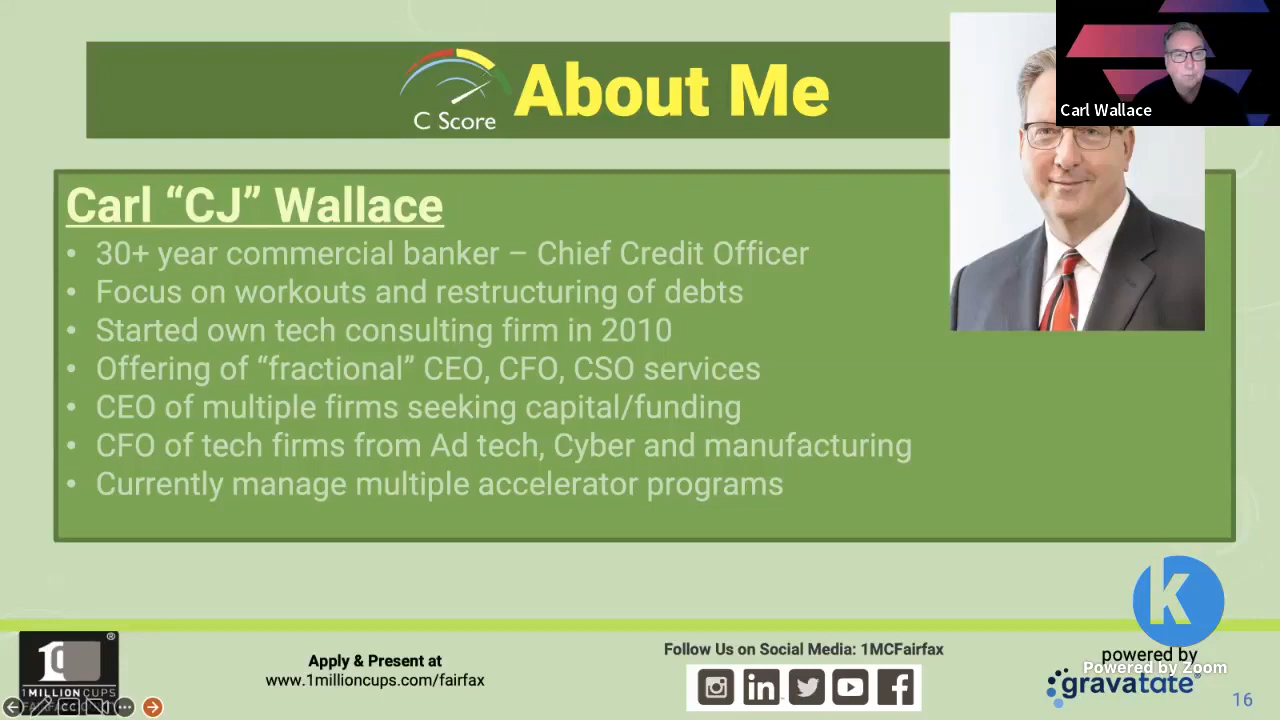 C Score
About Me
Carl Wallace
Carl “CJ” Wallace
• 30+ year commercial banker – Chief Credit Officer
• Focus on workouts and restructuring of debts
• Started own tech consulting firm in 2010
• Offering of “fractional” CEO, CFO, CSO services
• CEO of multiple firms seeking capital/funding
• CFO of tech firms from Ad tech, Cyber and manufacturing
• Currently manage multiple accelerator programs
K
10
®
1MILLIONCUPS
CC
Apply & Present at
www.1millioncups.com/fairfax
Follow Us on Social Media: 1MCFairfax
in
powered by
Powered by Zoom
gravatate®
16